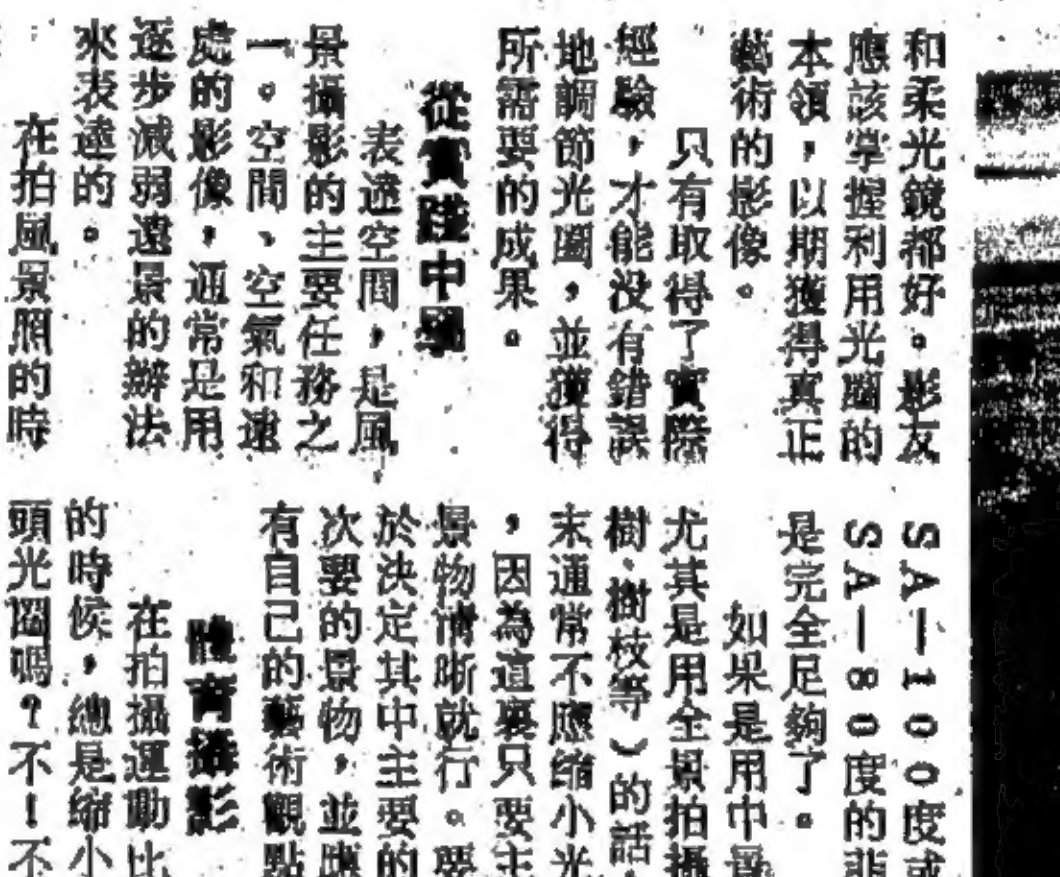 和柔光鏡都好。影友
應該掌握利用光圈的
本領，以期獲得真正
藝術的影像。
只有取得了實際
經驗，才能没有錯誤
地調節光圈，並獲得
所需要的成果。
從實踐中學
表達空間，是風
景攝影的主要任務之
一。空間、空氣和遠
處的影像，通常是用
逐步減弱遠景的辦法
來表達的。
在拍風景照的時
SA—100度或
SA—80度的
是完全足夠了。
如果是用中
尤其是用全景拍攝
樹、樹枝等）的話
末通常不應縮小光
，因為這裏只要主
景物清晰就行。要
於決定其中主要的
次要的景物，並應
有自己的藝術觀點
體育攝影
在拍攝運動比
的時候，總是縮小
頭光圈嗎？不！不